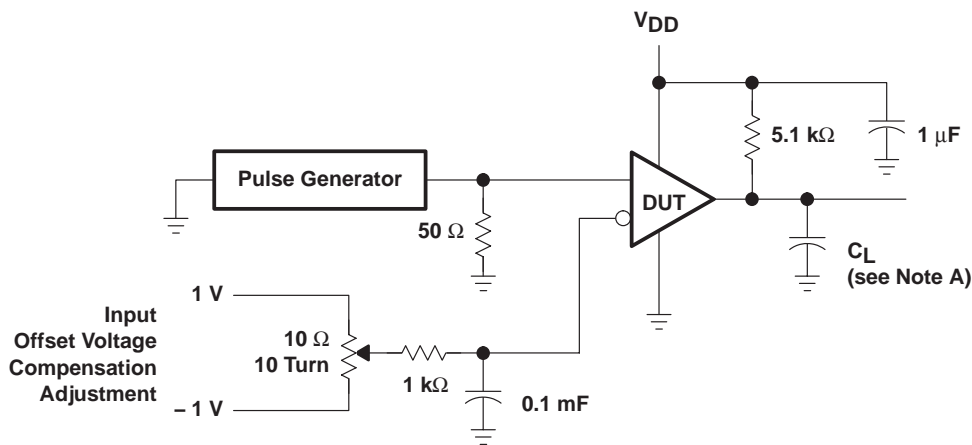 VDD
5.1 kΩ
1 μF
Pulse Generator
DUT
50 Ω
CL
(see Note A)
1 V
Input
Offset Voltage
Compensation
Adjustment
10 Ω
10 Turn
1 kΩ
0.1 mF
– 1 V